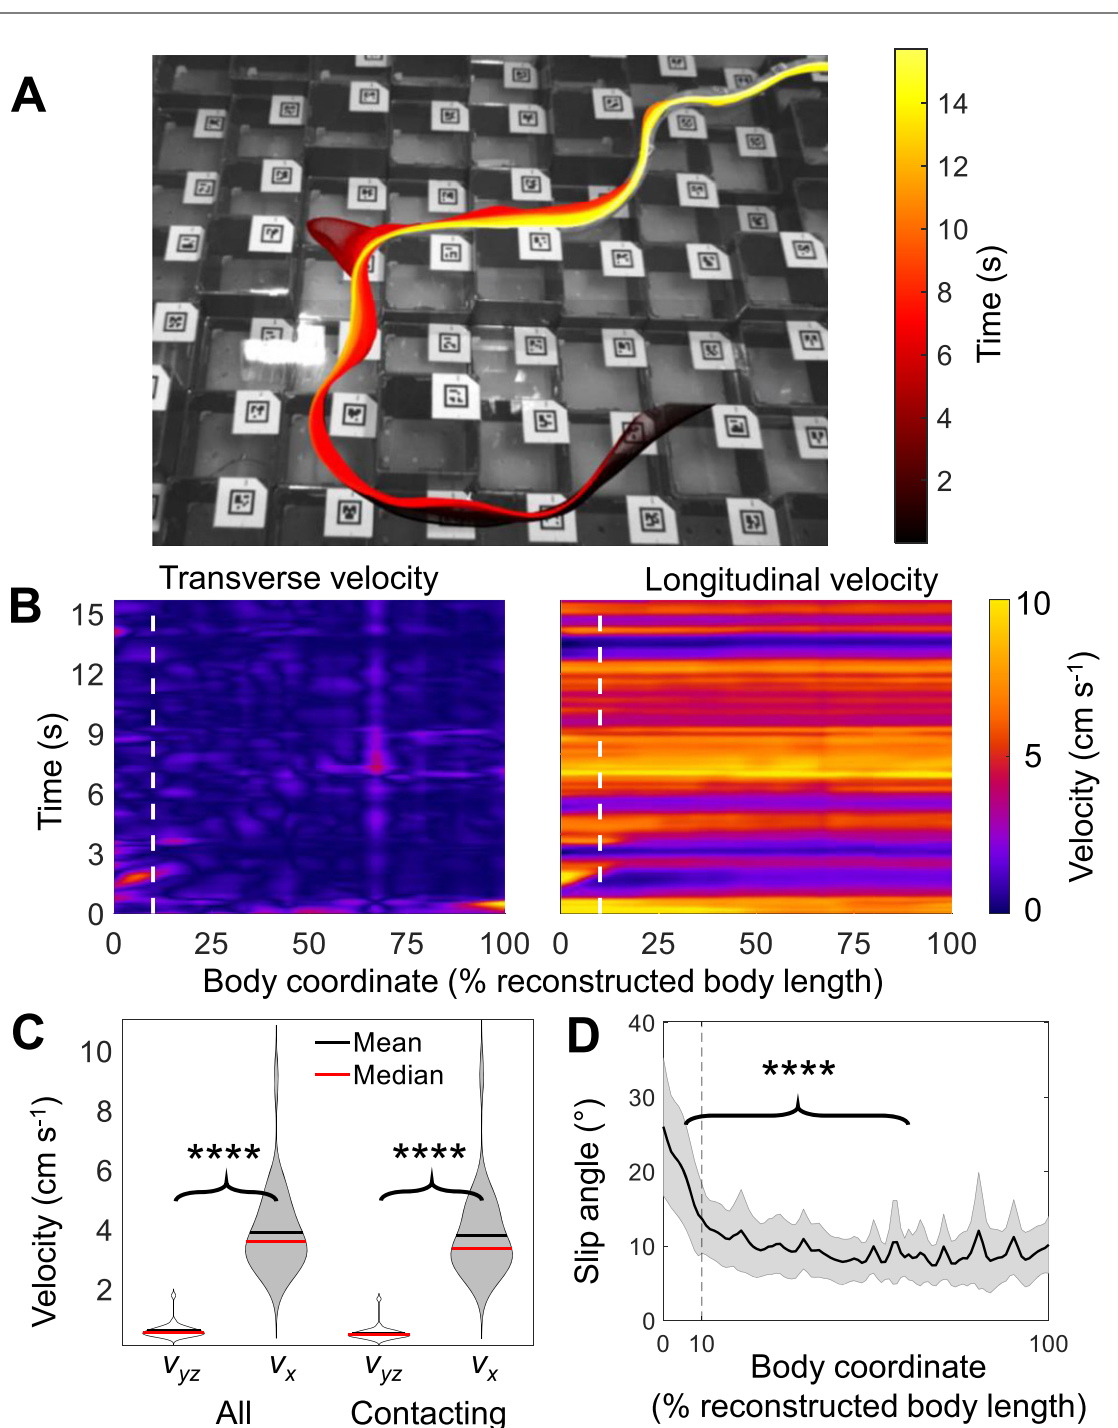 A
14
12
10
8
6
4
2
Time (s)
B
Transverse velocity
Longitudinal velocity
15
12
9
6
3
0
Time (s)
0 25 50 75 100
0 25 50 75 100
Body coordinate (% reconstructed body length)
10
5
0
Velocity (cm s-1)
C
Mean
Median
10
8
6
4
2
Velocity (cm s-1)
****
****
vyz vx vyz vx
All Contacting
D
40
30
20
10
0
Slip angle (°)
****
0 10 100
Body coordinate
(% reconstructed body length)